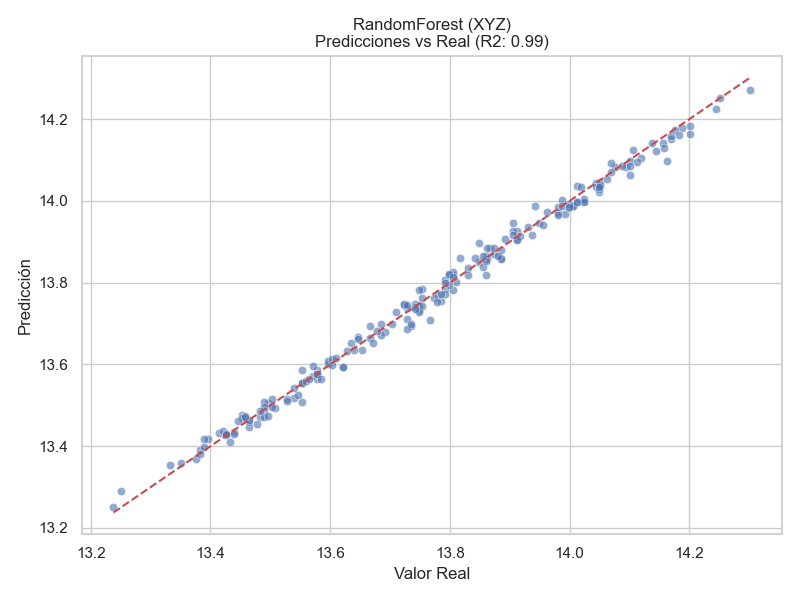 RandomForest (XYZ)
Predicciones vs Real (R2: 0.99)
14.2
14.0
13.8
13.6
13.4
13.2
Predicción
13.2 13.4 13.6 13.8 14.0 14.2
Valor Real